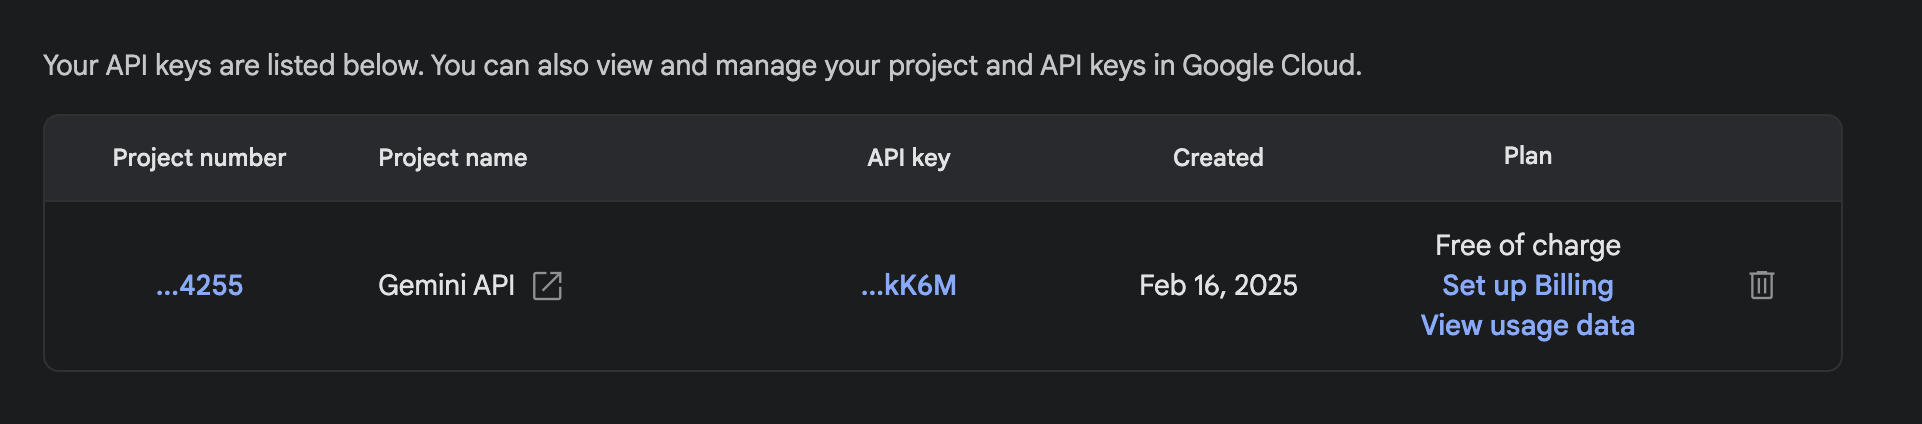 Your API keys are listed below. You can also view and manage your project and API keys in Google Cloud.
Project number Project name API key Created Plan
...4255 Gemini API ...kK6M Feb 16, 2025 Free of charge
Set up Billing
View usage data